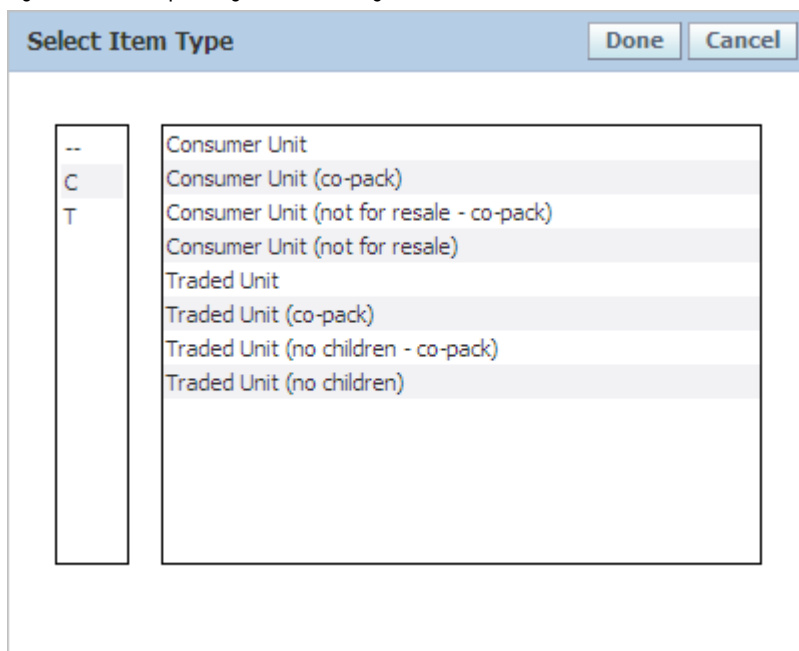 Select Item Type
Done
Cancel
--
C
T
Consumer Unit
Consumer Unit (co-pack)
Consumer Unit (not for resale - co-pack)
Consumer Unit (not for resale)
Traded Unit
Traded Unit (co-pack)
Traded Unit (no children - co-pack)
Traded Unit (no children)